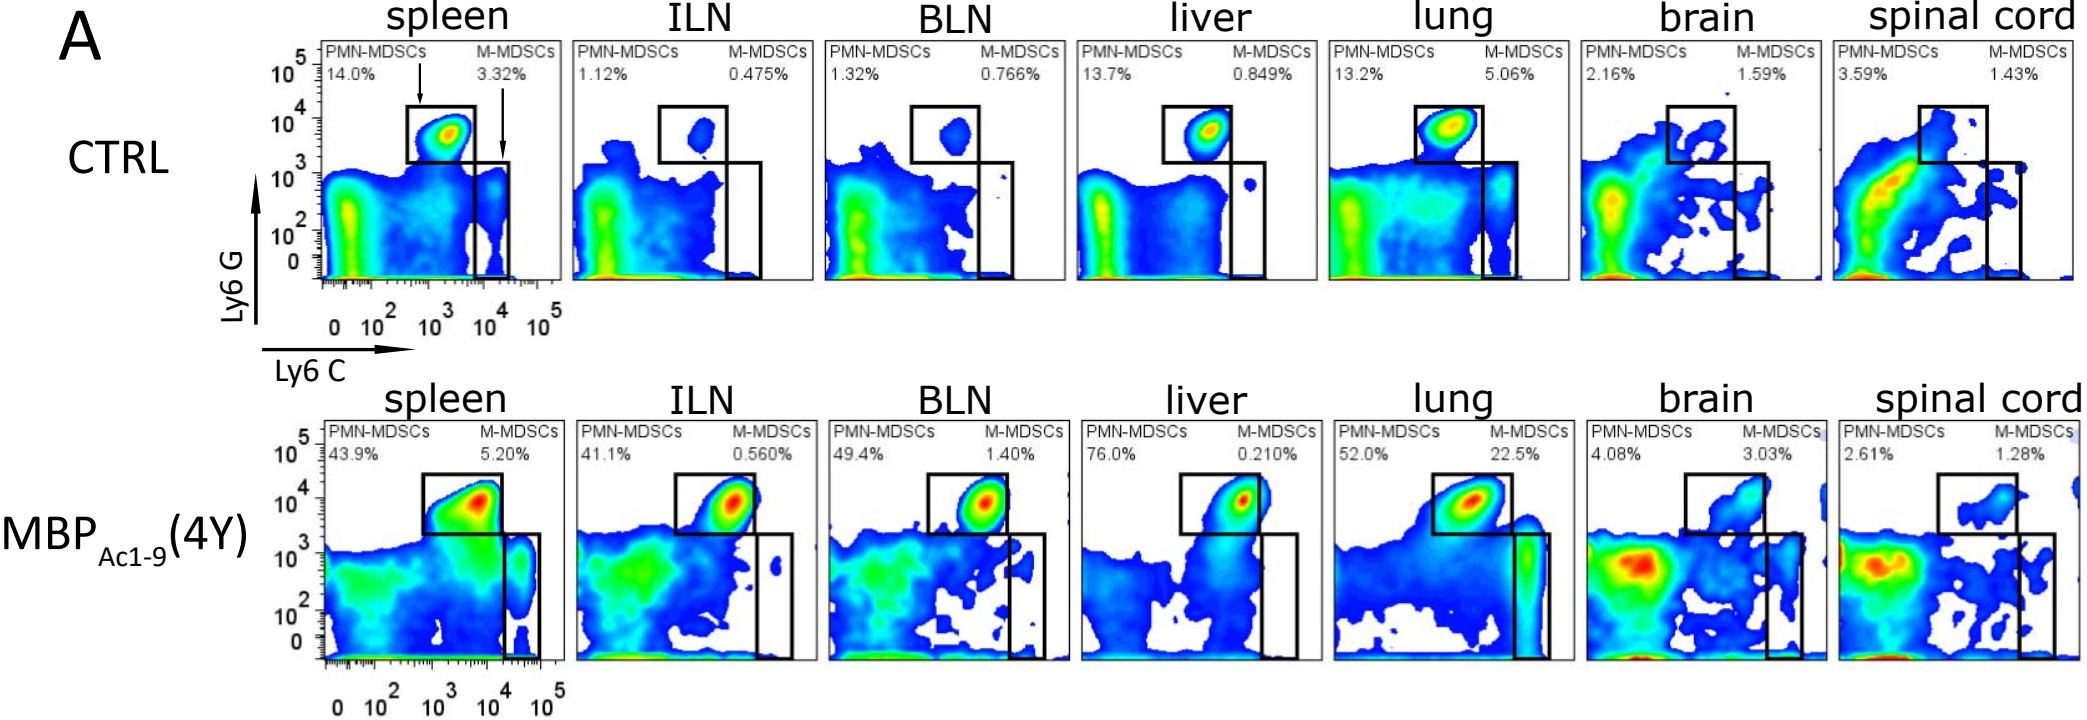 A
spleen ILN BLN liver lung brain spinal cord
PMN-MDSCs M-MDSCs PMN-MDSCs M-MDSCs PMN-MDSCs M-MDSCs PMN-MDSCs M-MDSCs PMN-MDSCs M-MDSCs PMN-MDSCs M-MDSCs PMN-MDSCs M-MDSCs
14.0% 3.32% 1.12% 0.475% 1.32% 0.766% 13.7% 0.849% 13.2% 5.06% 2.16% 1.59% 3.59% 1.43%
10^5
10^4
CTRL
10^3
10^2
0
Ly6 G
0 10^2 10^3 10^4 10^5
Ly6 C
spleen ILN BLN liver lung brain spinal cord
PMN-MDSCs M-MDSCs PMN-MDSCs M-MDSCs PMN-MDSCs M-MDSCs PMN-MDSCs M-MDSCs PMN-MDSCs M-MDSCs PMN-MDSCs M-MDSCs PMN-MDSCs M-MDSCs
43.9% 5.20% 41.1% 0.560% 49.4% 1.40% 76.0% 0.210% 52.0% 22.5% 4.08% 3.03% 2.61% 1.28%
10^5
10^4
MBP Ac1-9 (4Y)
10^3
10^2
0
0 10^2 10^3 10^4 10^5